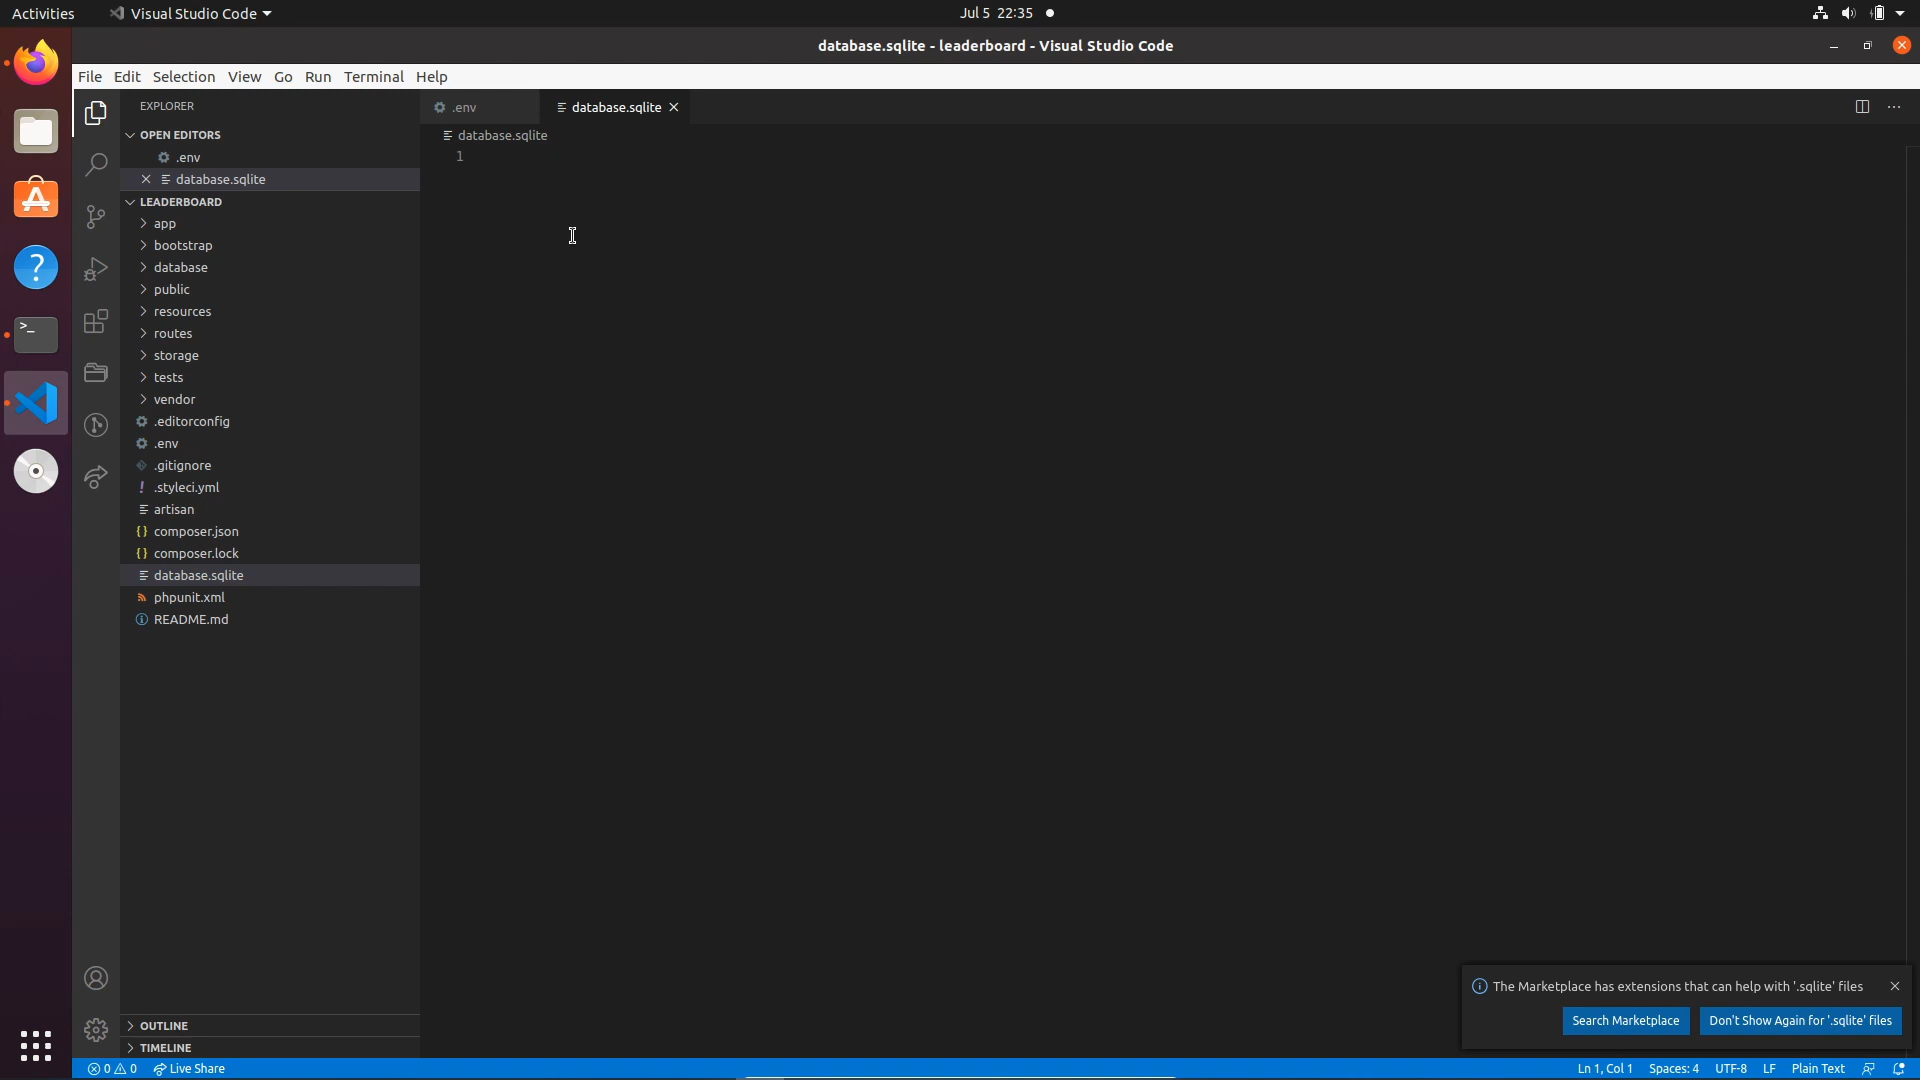 Activities
Visual Studio Code
Jul 5 22:35
database.sqlite - leaderboard - Visual Studio Code
File Edit Selection View Go Run Terminal Help
EXPLORER
.env
database.sqlite
OPEN EDITORS
.env
database.sqlite
database.sqlite
1
LEADERBOARD
app
bootstrap
database
public
resources
routes
storage
tests
vendor
.editorconfig
.env
.gitignore
! .styleci.yml
artisan
{} composer.json
{} composer.lock
database.sqlite
phpunit.xml
README.md
OUTLINE
TIMELINE
The Marketplace has extensions that can help with '.sqlite' files
Search Marketplace
Don't Show Again for '.sqlite' files
0 0 Live Share
Ln 1, Col 1 Spaces: 4 UTF-8 LF Plain Text